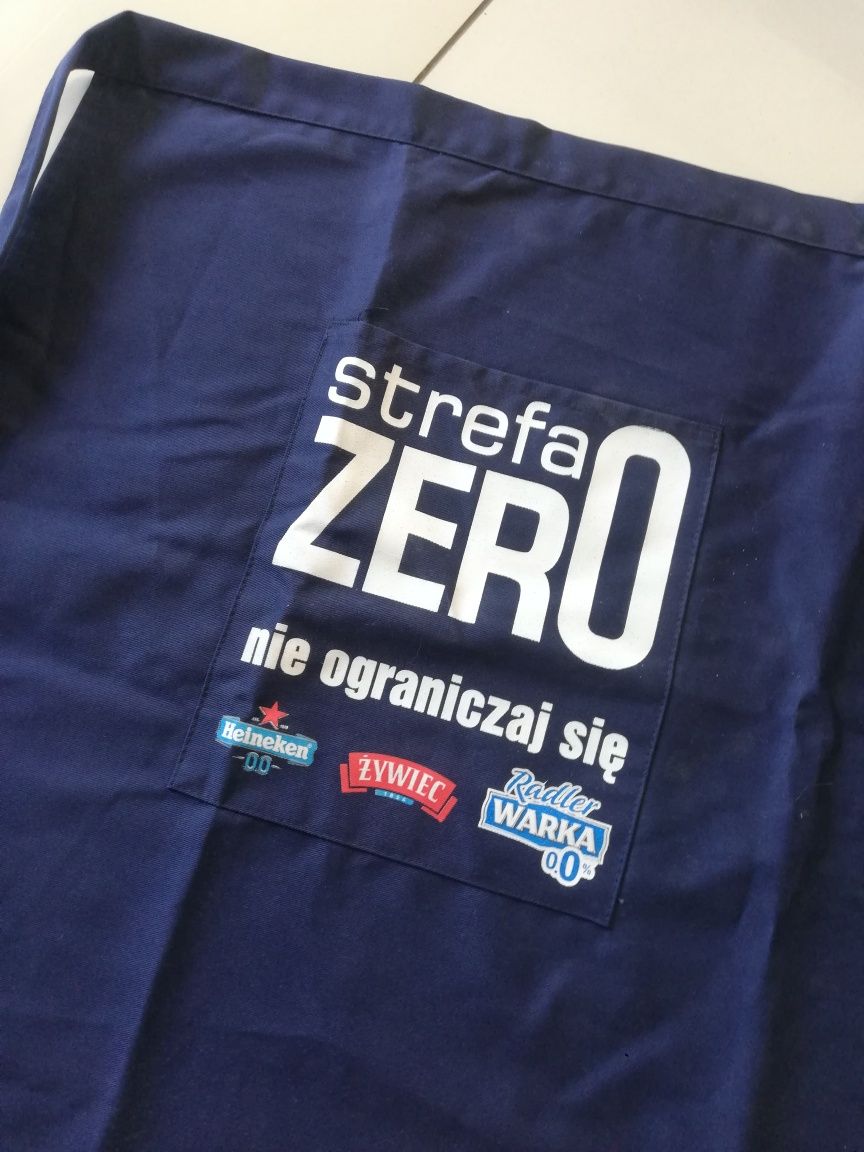 strefa
ZERO
nie ograniczaj się
Heineken
0.0
ŻYWIEC
Radler
WARKA
0.0%